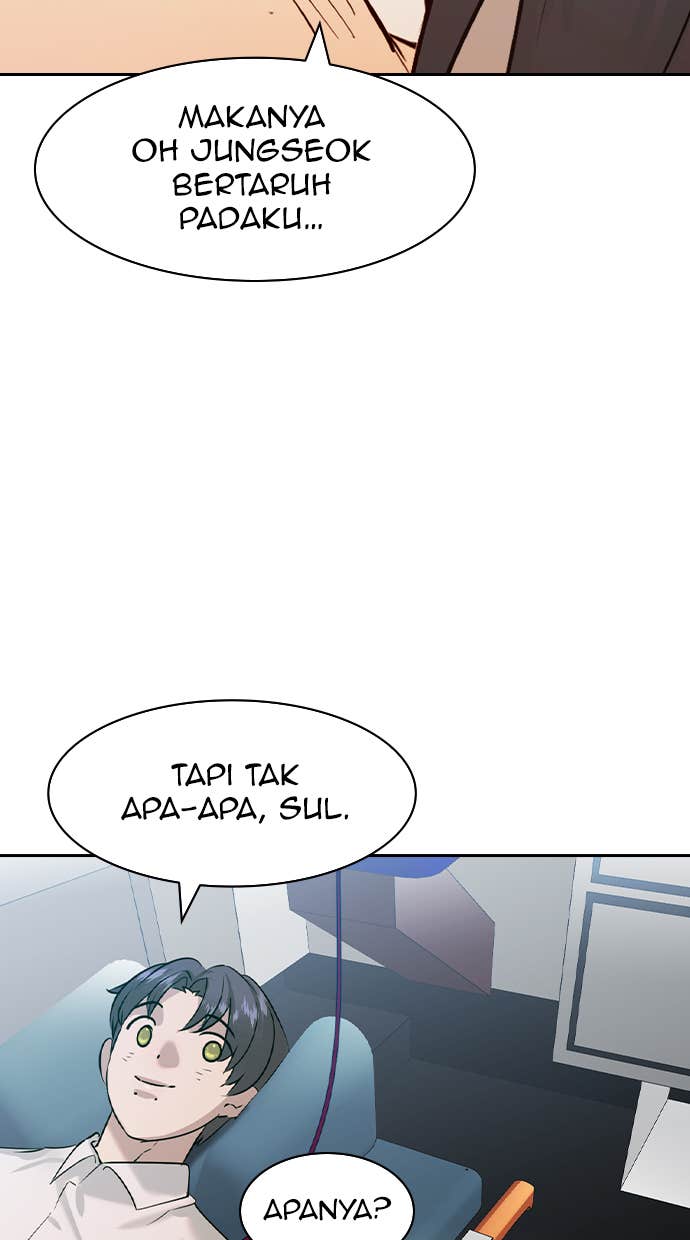 MAKANYA
OH JUNGSEOK
BERTARUH
PADAKU...
TAPI TAK
APA-APA, SUL.
APANYA?